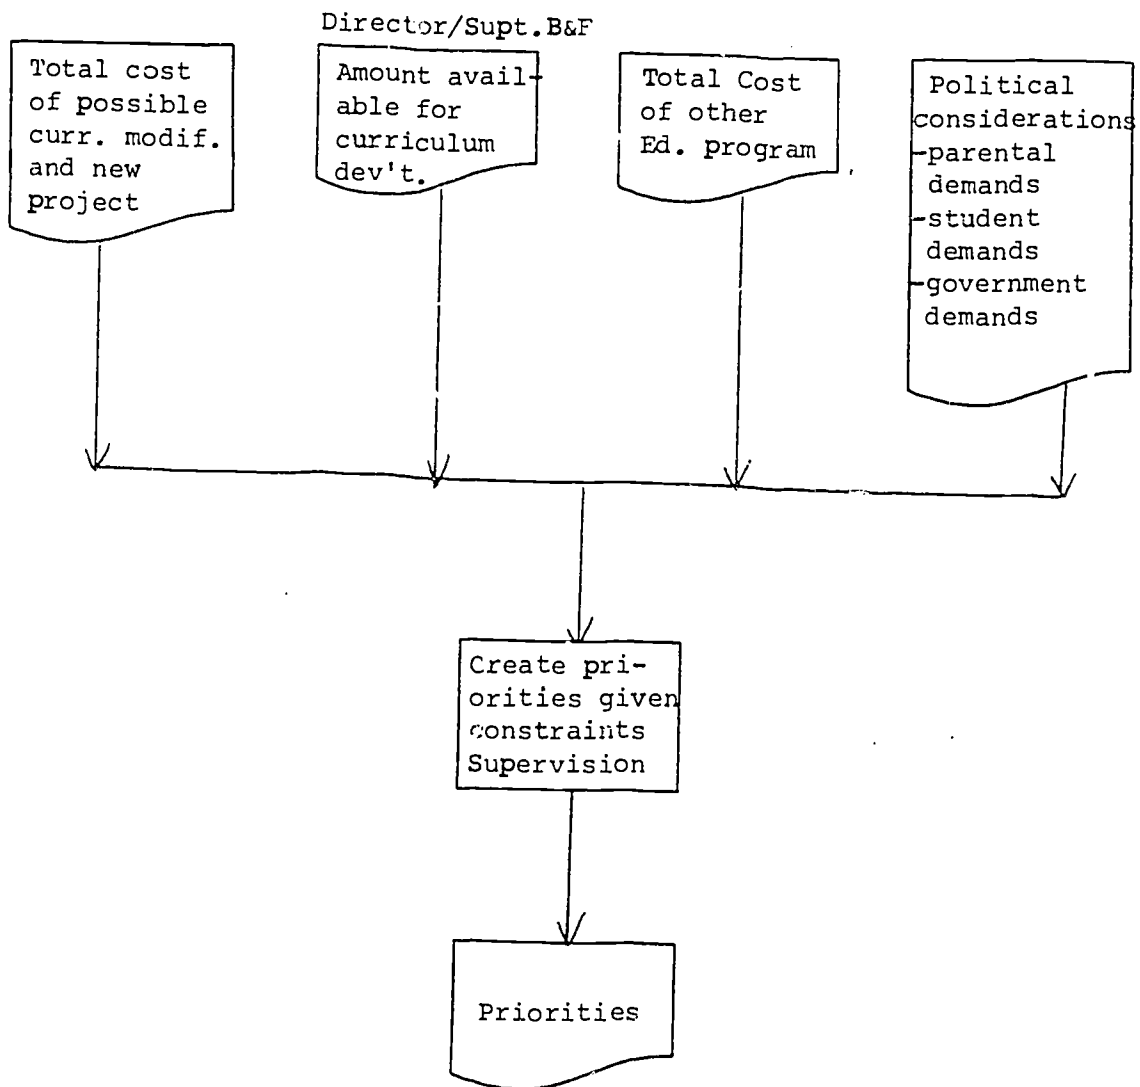 Director/Supt.B&F
Total cost
of possible
curr. modif.
and new
project
Amount avail-
able for
curriculum
dev't.
Total Cost
of other
Ed. program
Political
considerations
-parental
demands
-student
demands
-government
demands
Create pri-
orities given
constraints
Supervision
Priorities